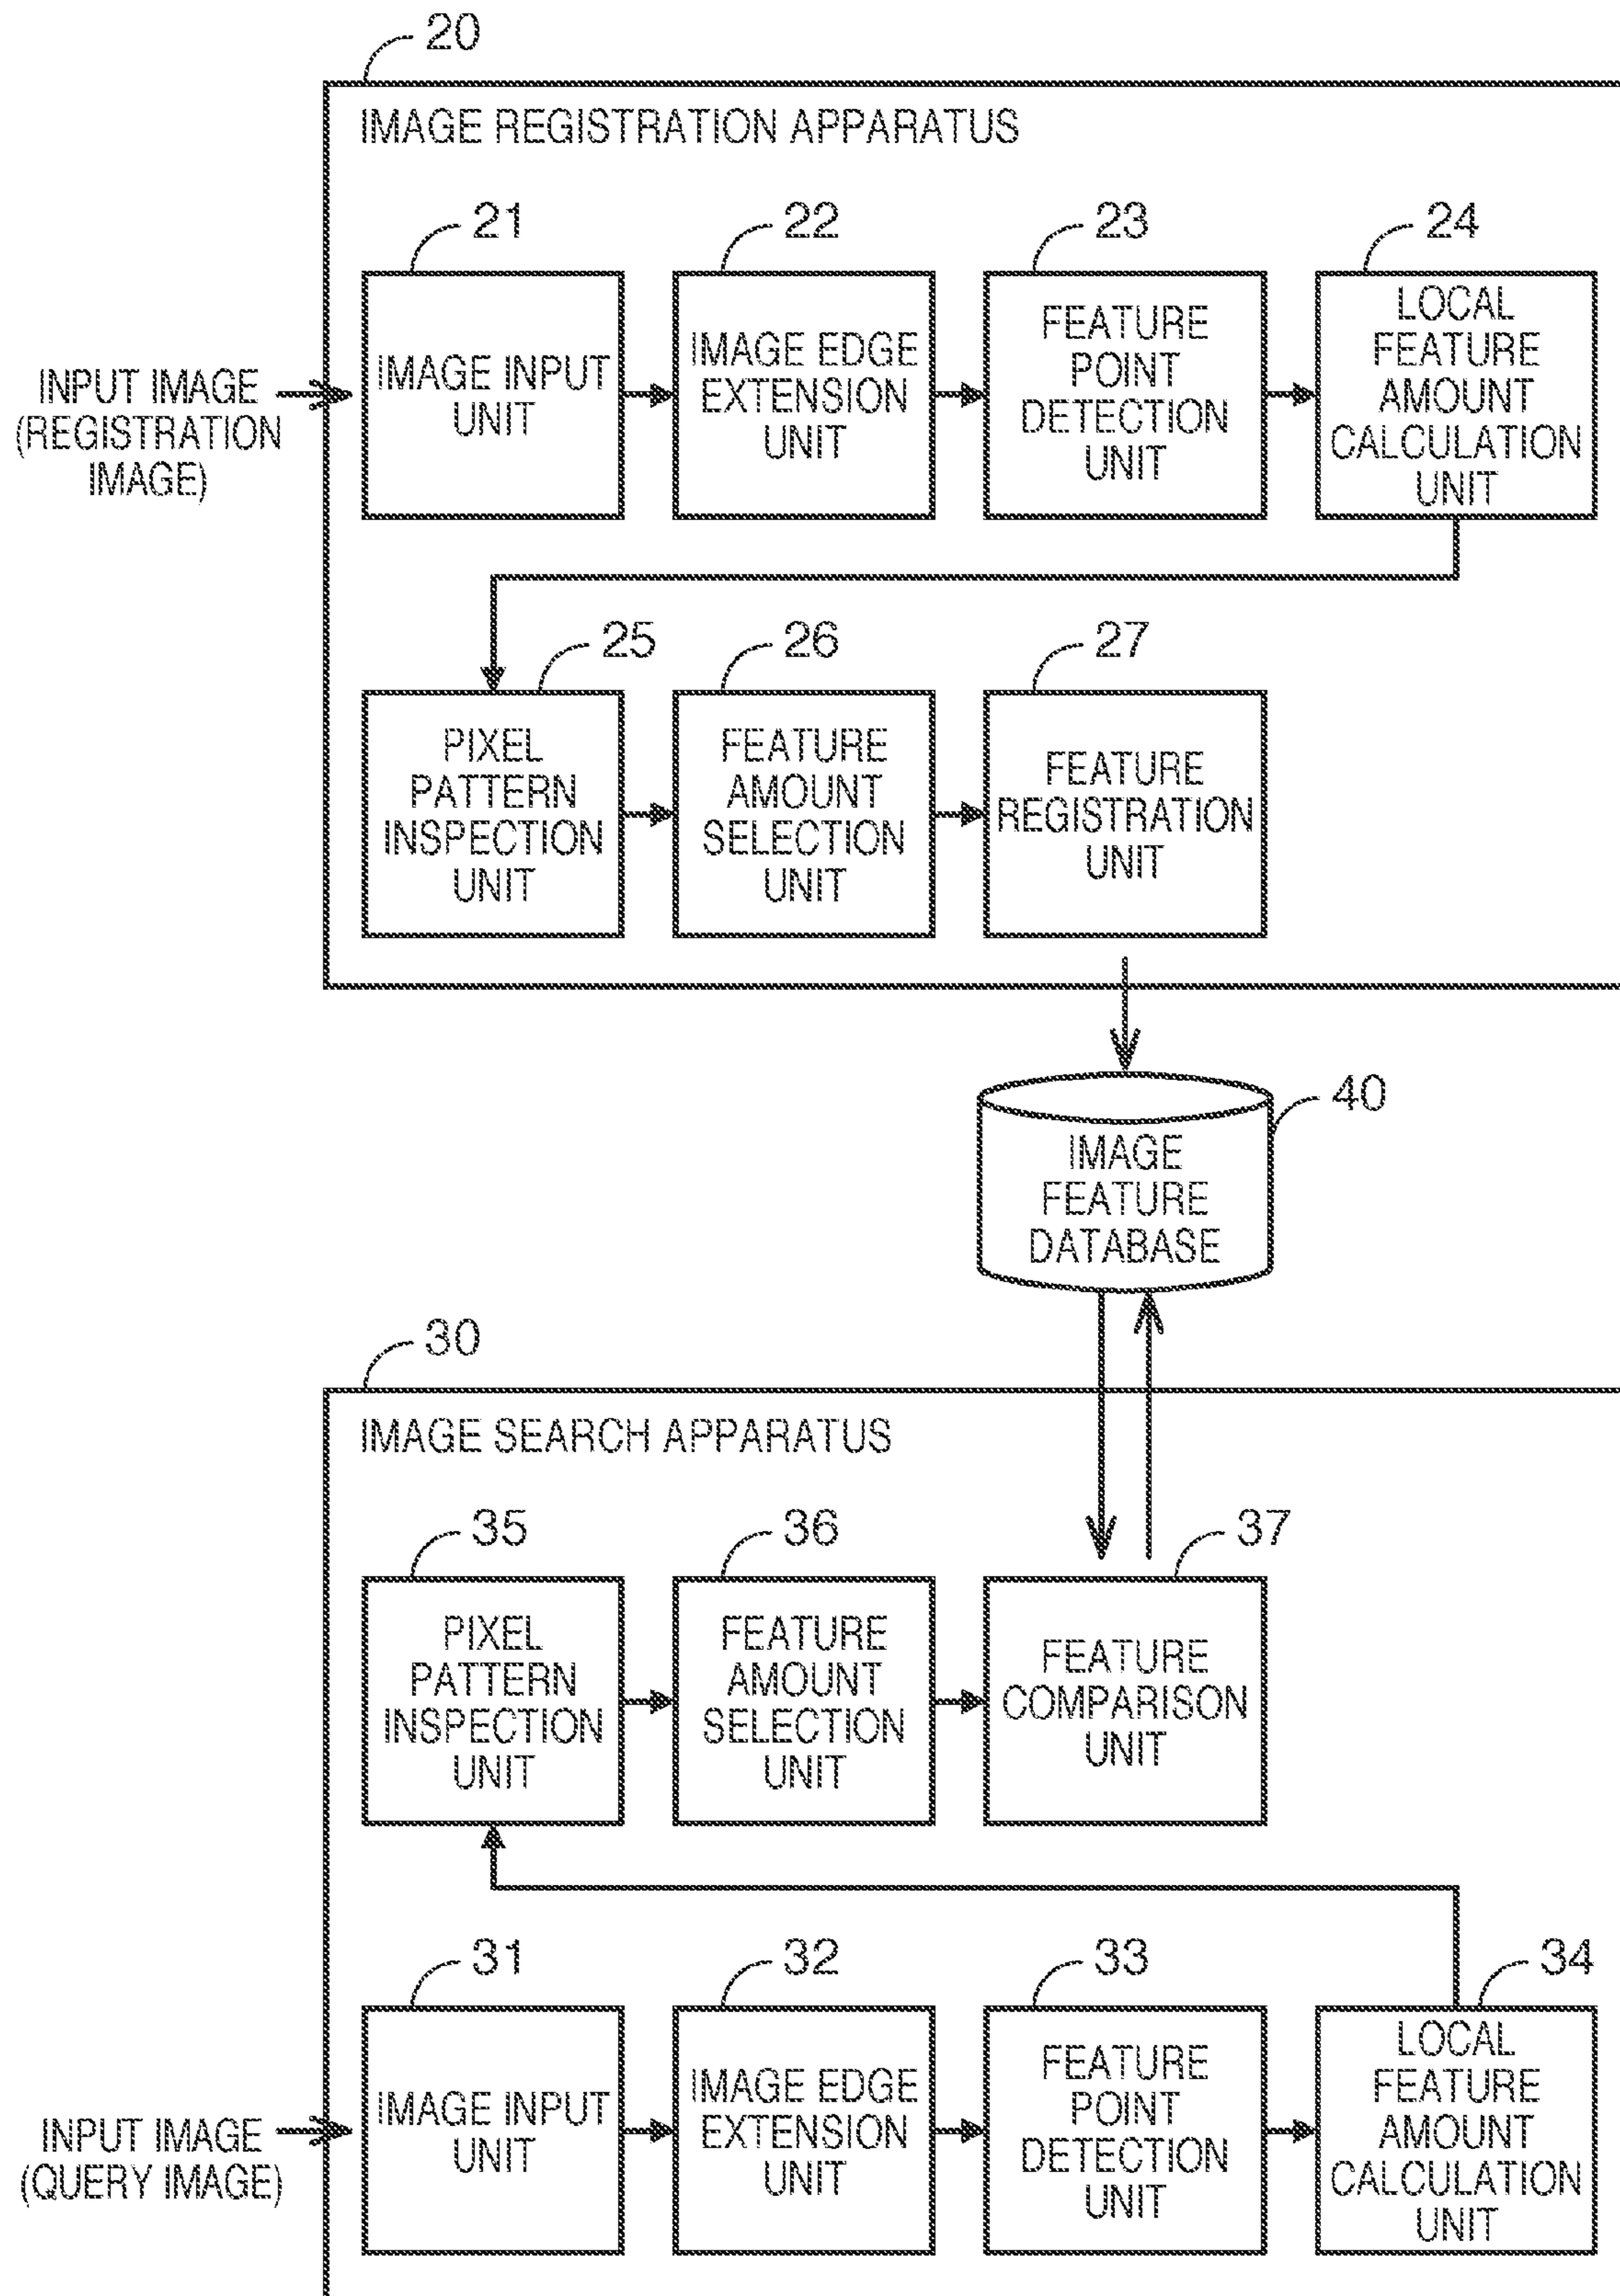 20
IMAGE REGISTRATION APPARATUS
21
22
23
24
INPUT IMAGE
(REGISTRATION
IMAGE)
IMAGE INPUT
UNIT
IMAGE EDGE
EXTENSION
UNIT
FEATURE
POINT
DETECTION
UNIT
LOCAL
FEATURE
AMOUNT
CALCULATION
UNIT
25
26
27
PIXEL
PATTERN
INSPECTION
UNIT
FEATURE
AMOUNT
SELECTION
UNIT
FEATURE
REGISTRATION
UNIT
40
IMAGE
FEATURE
DATABASE
30
IMAGE SEARCH APPARATUS
35
36
37
PIXEL
PATTERN
INSPECTION
UNIT
FEATURE
AMOUNT
SELECTION
UNIT
FEATURE
COMPARISON
UNIT
31
32
33
34
INPUT IMAGE
(QUERY IMAGE)
IMAGE INPUT
UNIT
IMAGE EDGE
EXTENSION
UNIT
FEATURE
POINT
DETECTION
UNIT
LOCAL
FEATURE
AMOUNT
CALCULATION
UNIT